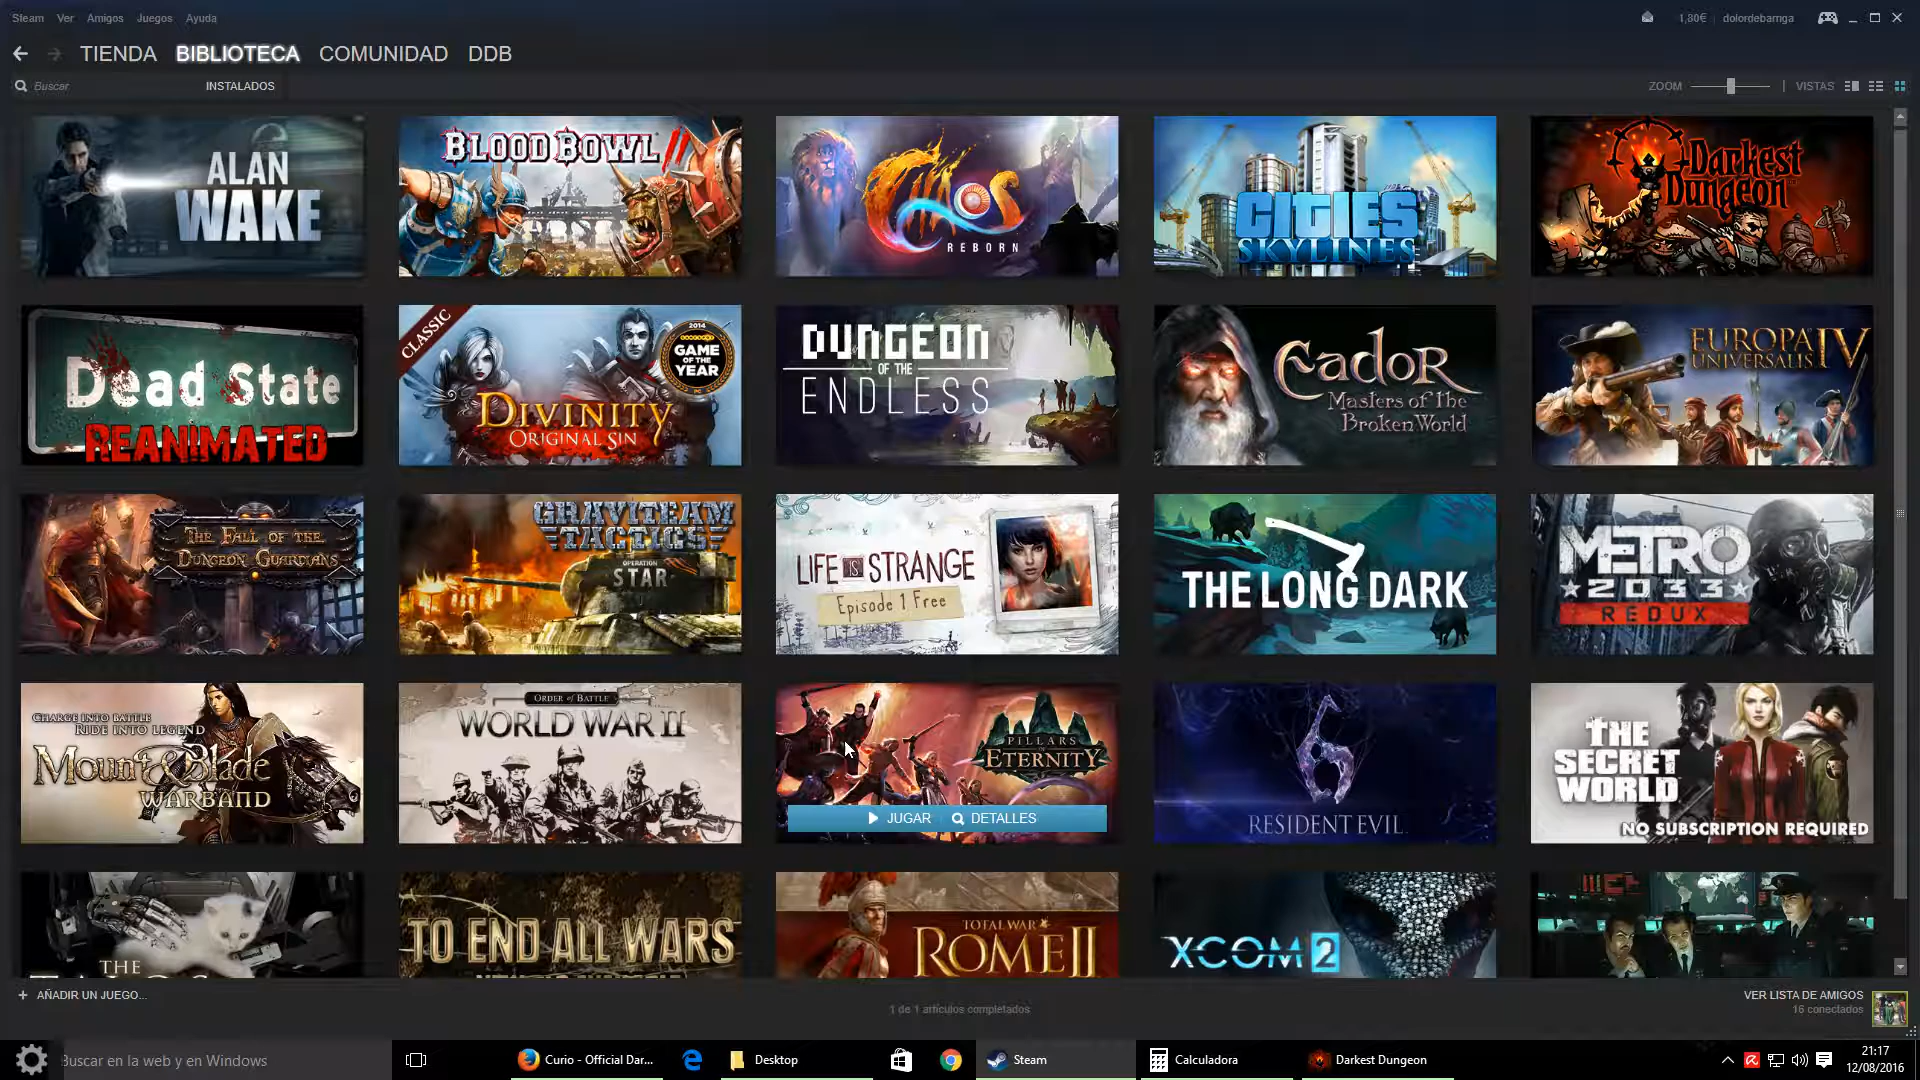 Steam Ver Amigos Juegos Ayuda
1,80€ dolordebarriga
TIENDA BIBLIOTECA COMUNIDAD DDB
Buscar INSTALADOS
ZOOM VISTAS
ALAN
WAKE
BLOOD BOWL II
CHAOS
REBORN
CITIES
SKYLINES
Darkest
Dungeon
Dead State
REANIMATED
CLASSIC
2014
GAME
OF THE
YEAR
DIVINITY
ORIGINAL SIN
DUNGEON
OF THE
ENDLESS
Eador
Masters of The
Broken World
EUROPA
UNIVERSALIS IV
THE FALL OF THE
DUNGEON GUARDIANS
GRAVITEAM
TACTICS
OPERATION
STAR
LIFE IS STRANGE
Episode 1 Free
THE LONG DARK
METRO
2033
REDUX
CHARGE INTO BATTLE
RIDE INTO LEGEND
Mount & Blade
WARBAND
ORDER of BATTLE
WORLD WAR II
PILLARS
OF
ETERNITY
JUGAR DETALLES
6
RESIDENT EVIL
THE
SECRET
WORLD
NO SUBSCRIPTION REQUIRED
THE
TO END ALL WARS
TOTAL WAR
ROME II
XCOM 2
+ AÑADIR UN JUEGO...
1 de 1 artículos completados
VER LISTA DE AMIGOS
16 conectados
Buscar en la web y en Windows
Curio - Official Dar...
Desktop
Steam
Calculadora
Darkest Dungeon
21:17
12/08/2016